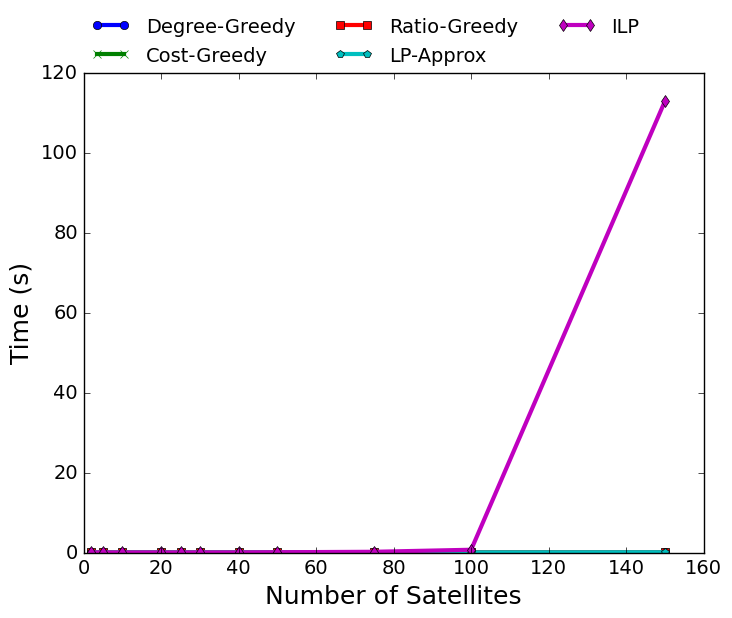 Degree-Greedy Ratio-Greedy ILP
Cost-Greedy LP-Approx
120
100
80
60
40
20
0
Time (s)
0 20 40 60 80 100 120 140 160
Number of Satellites